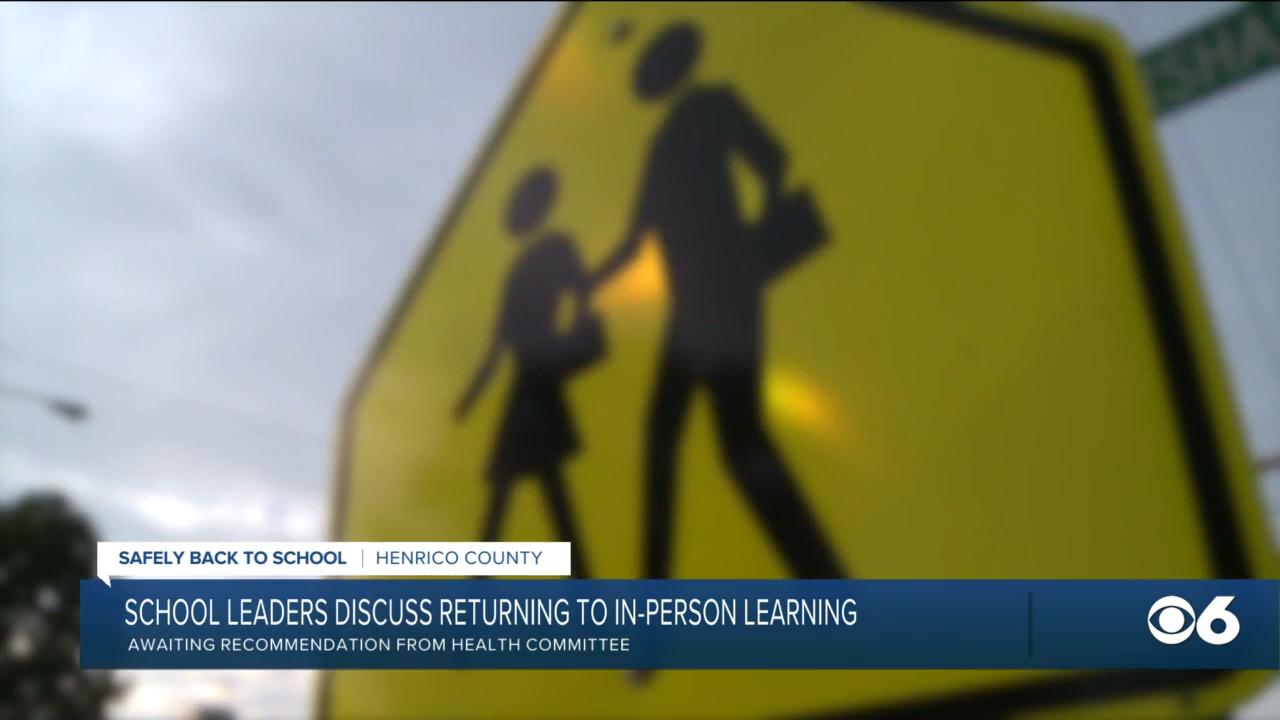 SHA
SAFELY BACK TO SCHOOL | HENRICO COUNTY
SCHOOL LEADERS DISCUSS RETURNING TO IN-PERSON LEARNING
AWAITING RECOMMENDATION FROM HEALTH COMMITTEE
6